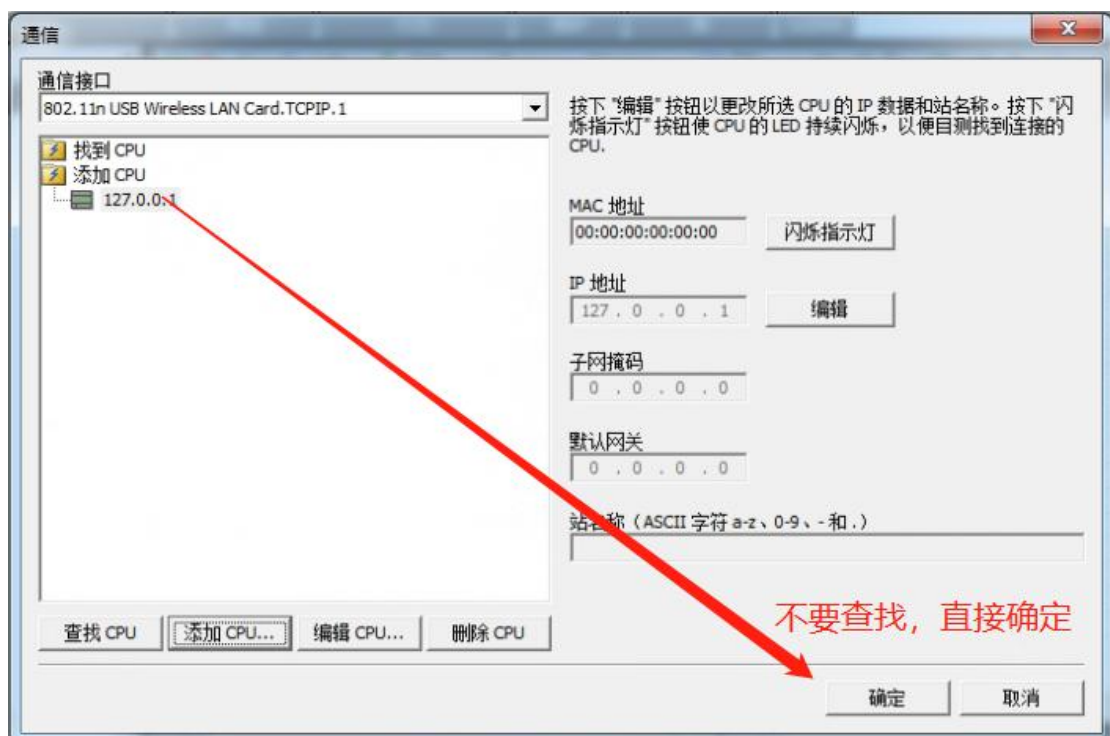 通信
通信接口
802.11n USB Wireless LAN Card.TCPIP.1
找到 CPU
添加 CPU
127.0.0.1
按下 "编辑" 按钮以更改所选 CPU 的 IP 数据和站名称。按下 "闪
烁指示灯" 按钮使 CPU 的 LED 持续闪烁，以便目测找到连接的
CPU.
MAC 地址
00:00:00:00:00:00
闪烁指示灯
IP 地址
127 . 0 . 0 . 1
编辑
子网掩码
0 . 0 . 0 . 0
默认网关
0 . 0 . 0 . 0
站名称（ASCII 字符 a-z、0-9、- 和 .）
不要查找，直接确定
查找 CPU
添加 CPU...
编辑 CPU...
删除 CPU
确定
取消